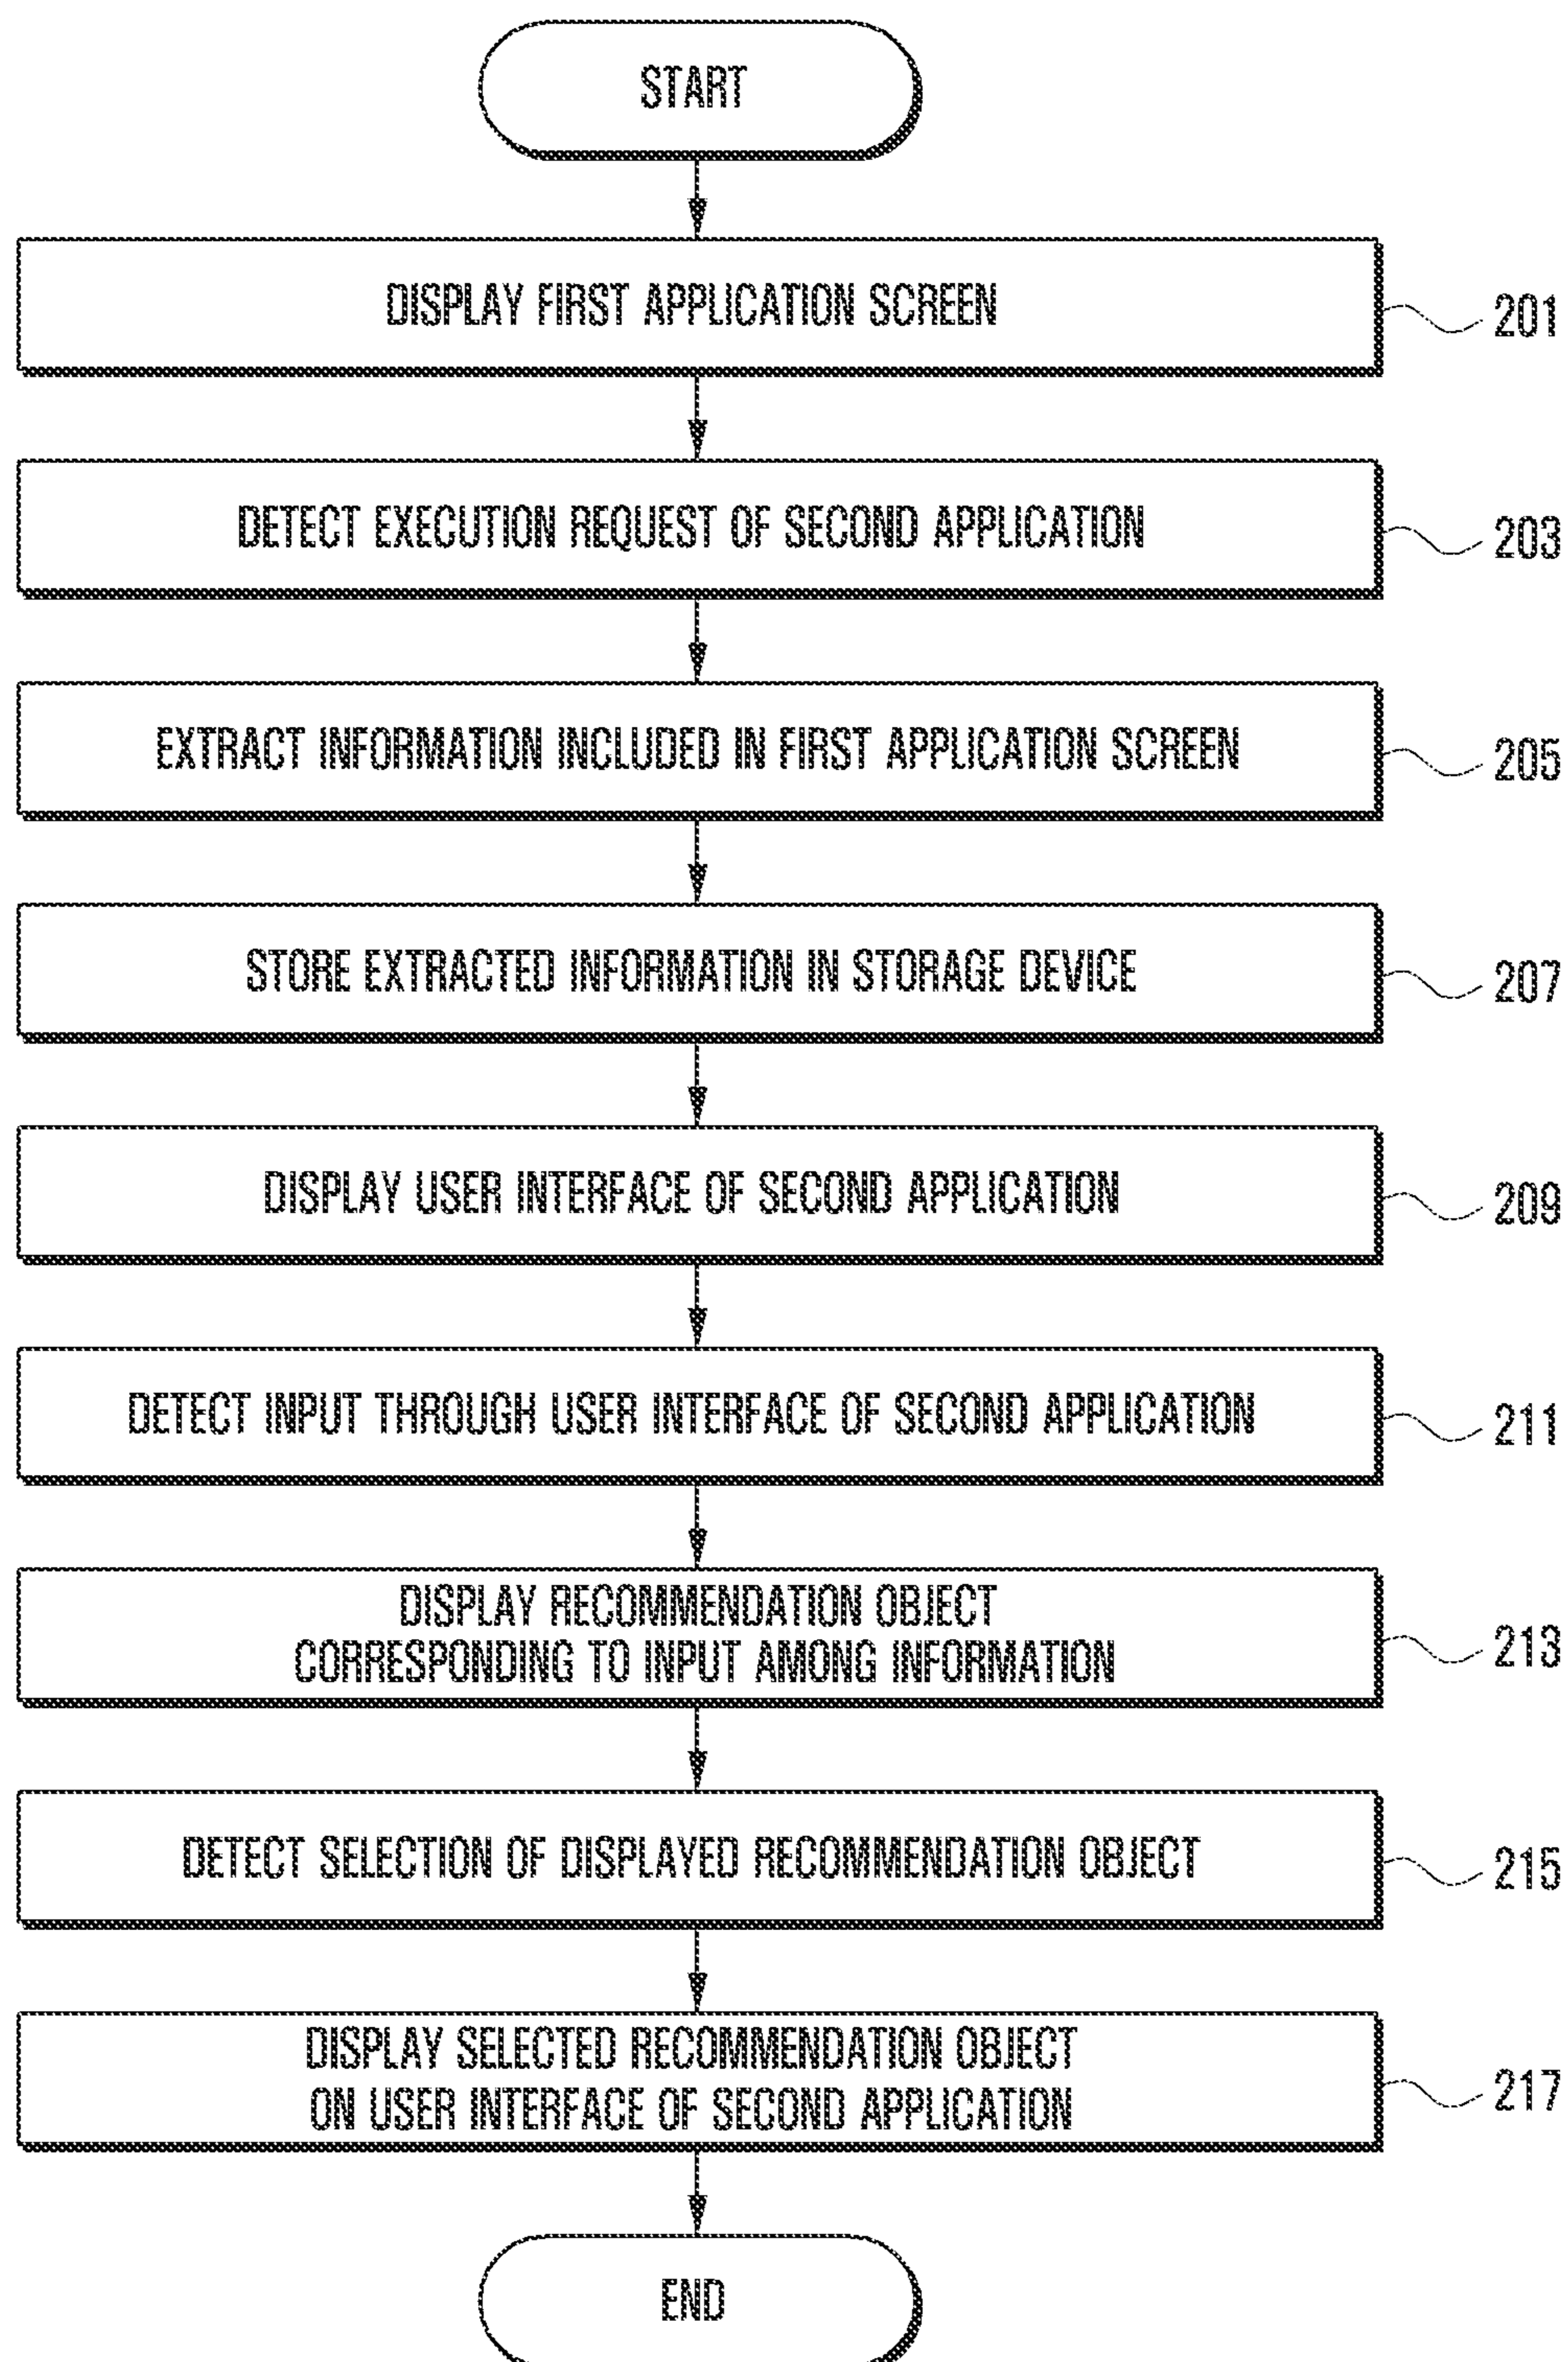 START
DISPLAY FIRST APPLICATION SCREEN
201
DETECT EXECUTION REQUEST OF SECOND APPLICATION
203
EXTRACT INFORMATION INCLUDED IN FIRST APPLICATION SCREEN
205
STORE EXTRACTED INFORMATION IN STORAGE DEVICE
207
DISPLAY USER INTERFACE OF SECOND APPLICATION
209
DETECT INPUT THROUGH USER INTERFACE OF SECOND APPLICATION
211
DISPLAY RECOMMENDATION OBJECT
CORRESPONDING TO INPUT AMONG INFORMATION
213
DETECT SELECTION OF DISPLAYED RECOMMENDATION OBJECT
215
DISPLAY SELECTED RECOMMENDATION OBJECT
ON USER INTERFACE OF SECOND APPLICATION
217
END